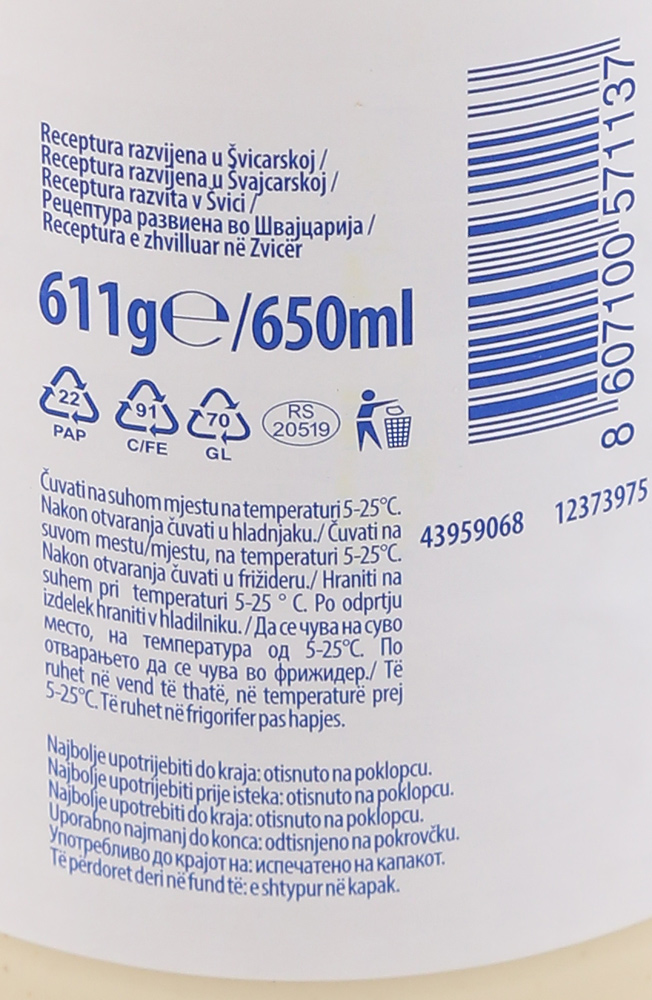 Receptura razvijena u Švicarskoj /
Receptura razvijena u Švajcarskoj /
Receptura razvita v Švici /
Рецептура развиена во Швајцарија /
Receptura e zhvilluar në Zvicër
611g℮/650ml
22
PAP
91
C/FE
70
GL
RS
20519
8 607100 571137
43959068
12373975
Čuvati na suhom mjestu na temperaturi 5-25°C.
Nakon otvaranja čuvati u hladnjaku./ Čuvati na
suvom mestu/mjestu, na temperaturi 5-25°C.
Nakon otvaranja čuvati u frižideru./ Hraniti na
suhem pri temperaturi 5-25 ° C. Po odprtju
izdelek hraniti v hladilniku. / Да се чува на суво
место, на температура од 5-25°C. По
отварањето да се чува во фрижидер./ Të
ruhet në vend të thatë, në temperaturë prej
5-25°C. Të ruhet në frigorifer pas hapjes.
Najbolje upotrijebiti do kraja: otisnuto na poklopcu.
Najbolje upotrijebiti prije isteka: otisnuto na poklopcu.
Najbolje upotrebiti do kraja: otisnuto na poklopcu.
Uporabno najmanj do konca: odtisnjeno na pokrovčku.
Употребливо до крајот на: испечатено на капакот.
Të përdoret deri në fund të: e shtypur në kapak.